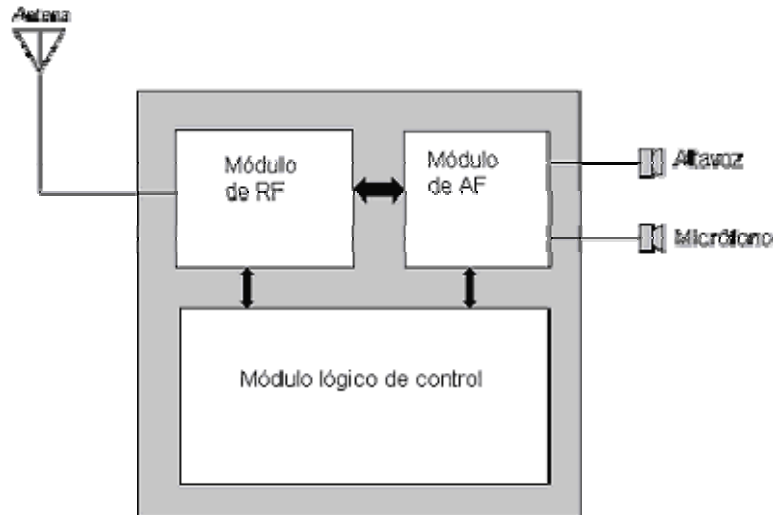 Antena
Módulo
de RF
Módulo
de AF
Altavoz
Micrófono
Módulo lógico de control